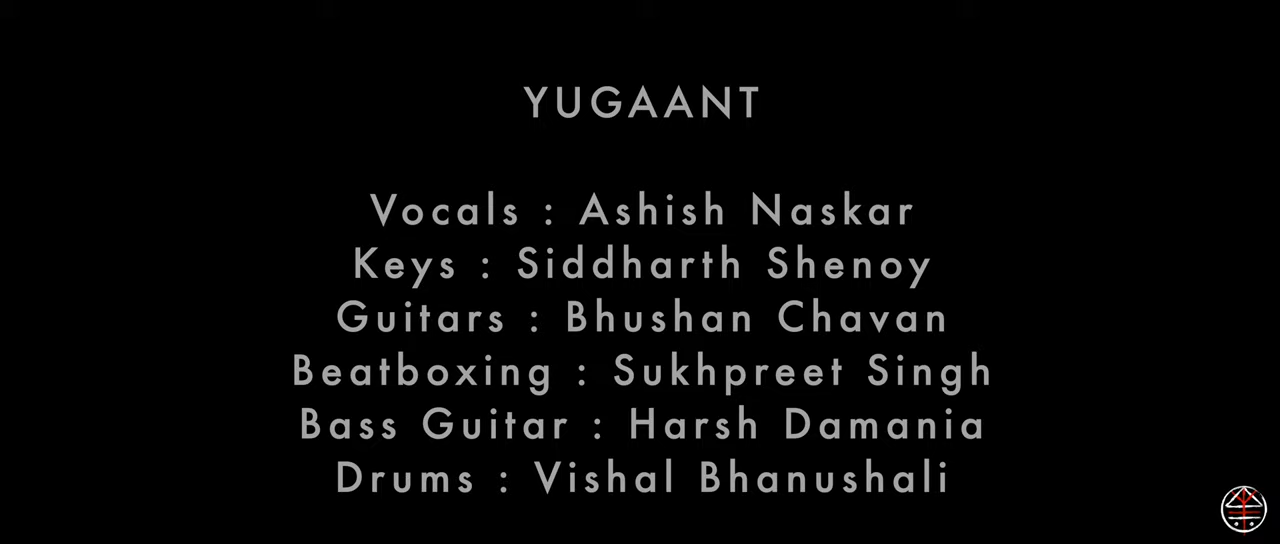 YUGAANT
Vocals : Ashish Naskar
Keys : Siddharth Shenoy
Guitars : Bhushan Chavan
Beatboxing : Sukhpreet Singh
Bass Guitar : Harsh Damania
Drums : Vishal Bhanushali